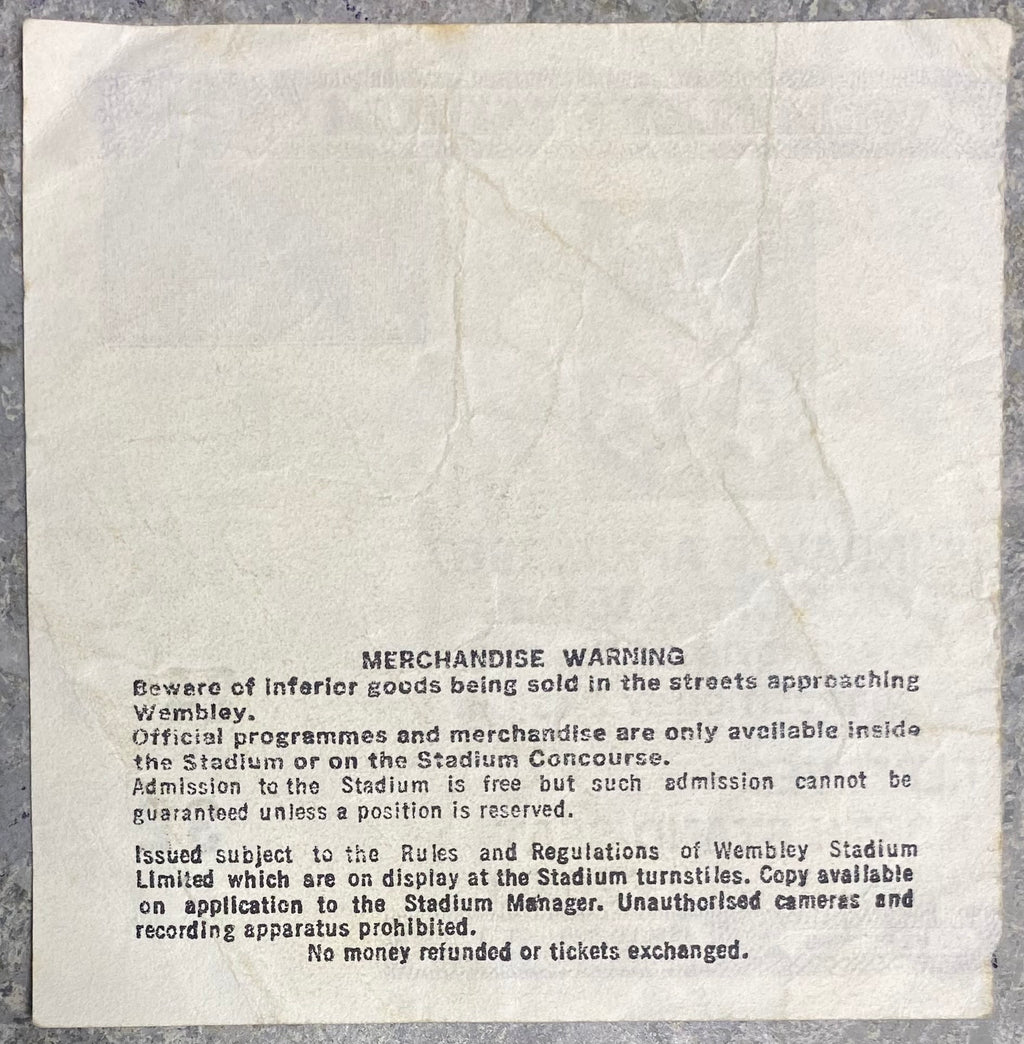 MERCHANDISE WARNING
Beware of inferior goods being sold in the streets approaching
Wembley.
Official programmes and merchandise are only available inside
the Stadium or on the Stadium Concourse.
Admission to the Stadium is free but such admission cannot be
guaranteed unless a position is reserved.
Issued subject to the Rules and Regulations of Wembley Stadium
Limited which are on display at the Stadium turnstiles. Copy available
on application to the Stadium Manager. Unauthorised cameras and
recording apparatus prohibited.
No money refunded or tickets exchanged.